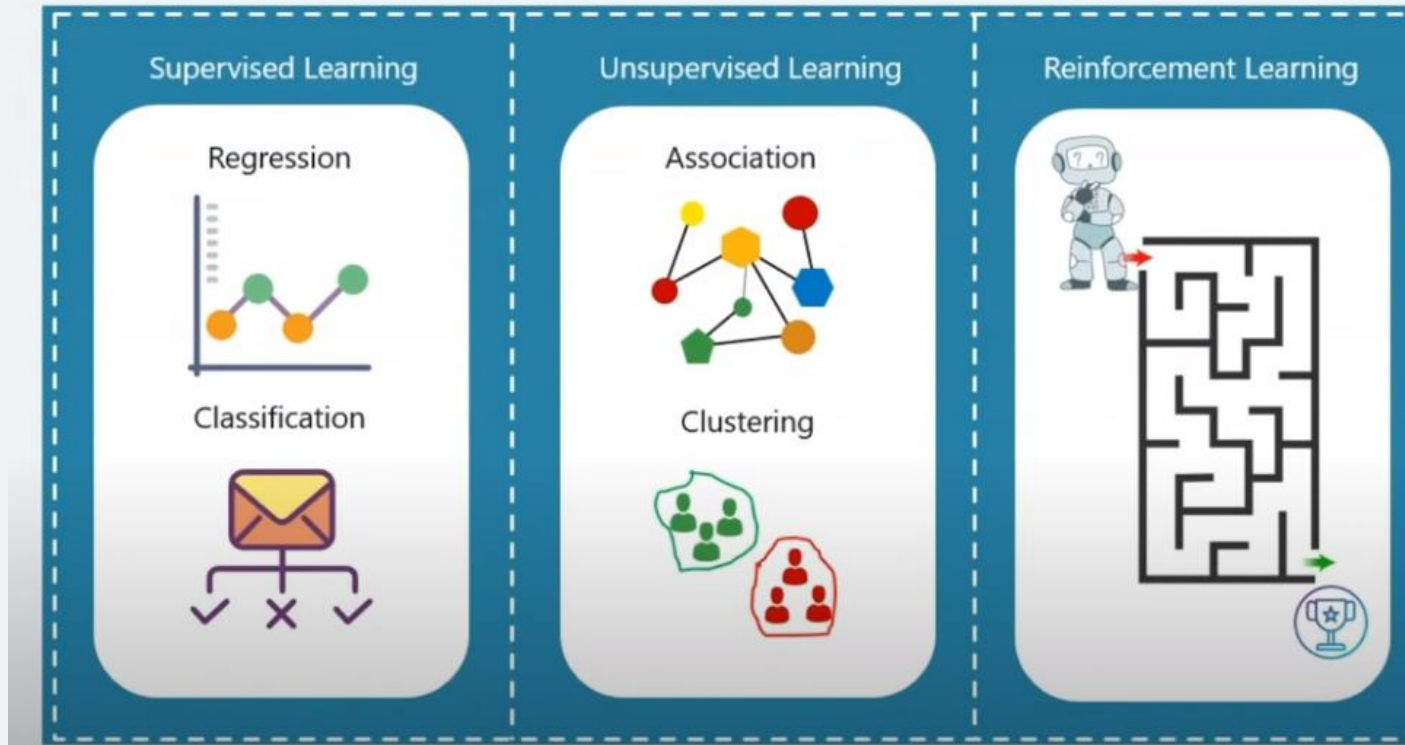 Supervised Learning
Regression
Classification
Unsupervised Learning
Association
Clustering
Reinforcement Learning